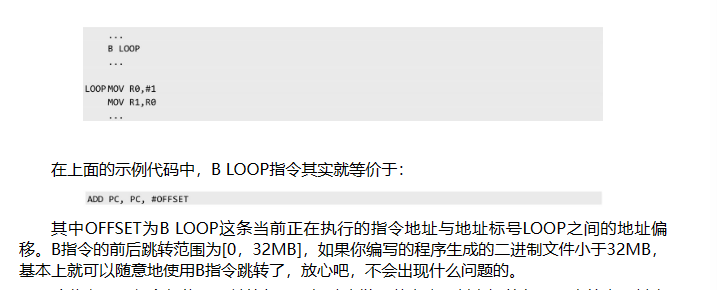 ...
B LOOP
...
LOOP MOV R0,#1
MOV R1,R0
...
在上面的示例代码中，B LOOP指令其实就等价于：
ADD PC, PC, #OFFSET
其中OFFSET为B LOOP这条当前正在执行的指令地址与地址标号LOOP之间的地址偏
移。B指令的前后跳转范围为[0，32MB]，如果你编写的程序生成的二进制文件小于32MB，
基本上就可以随意地使用B指令跳转了，放心吧，不会出现什么问题的。